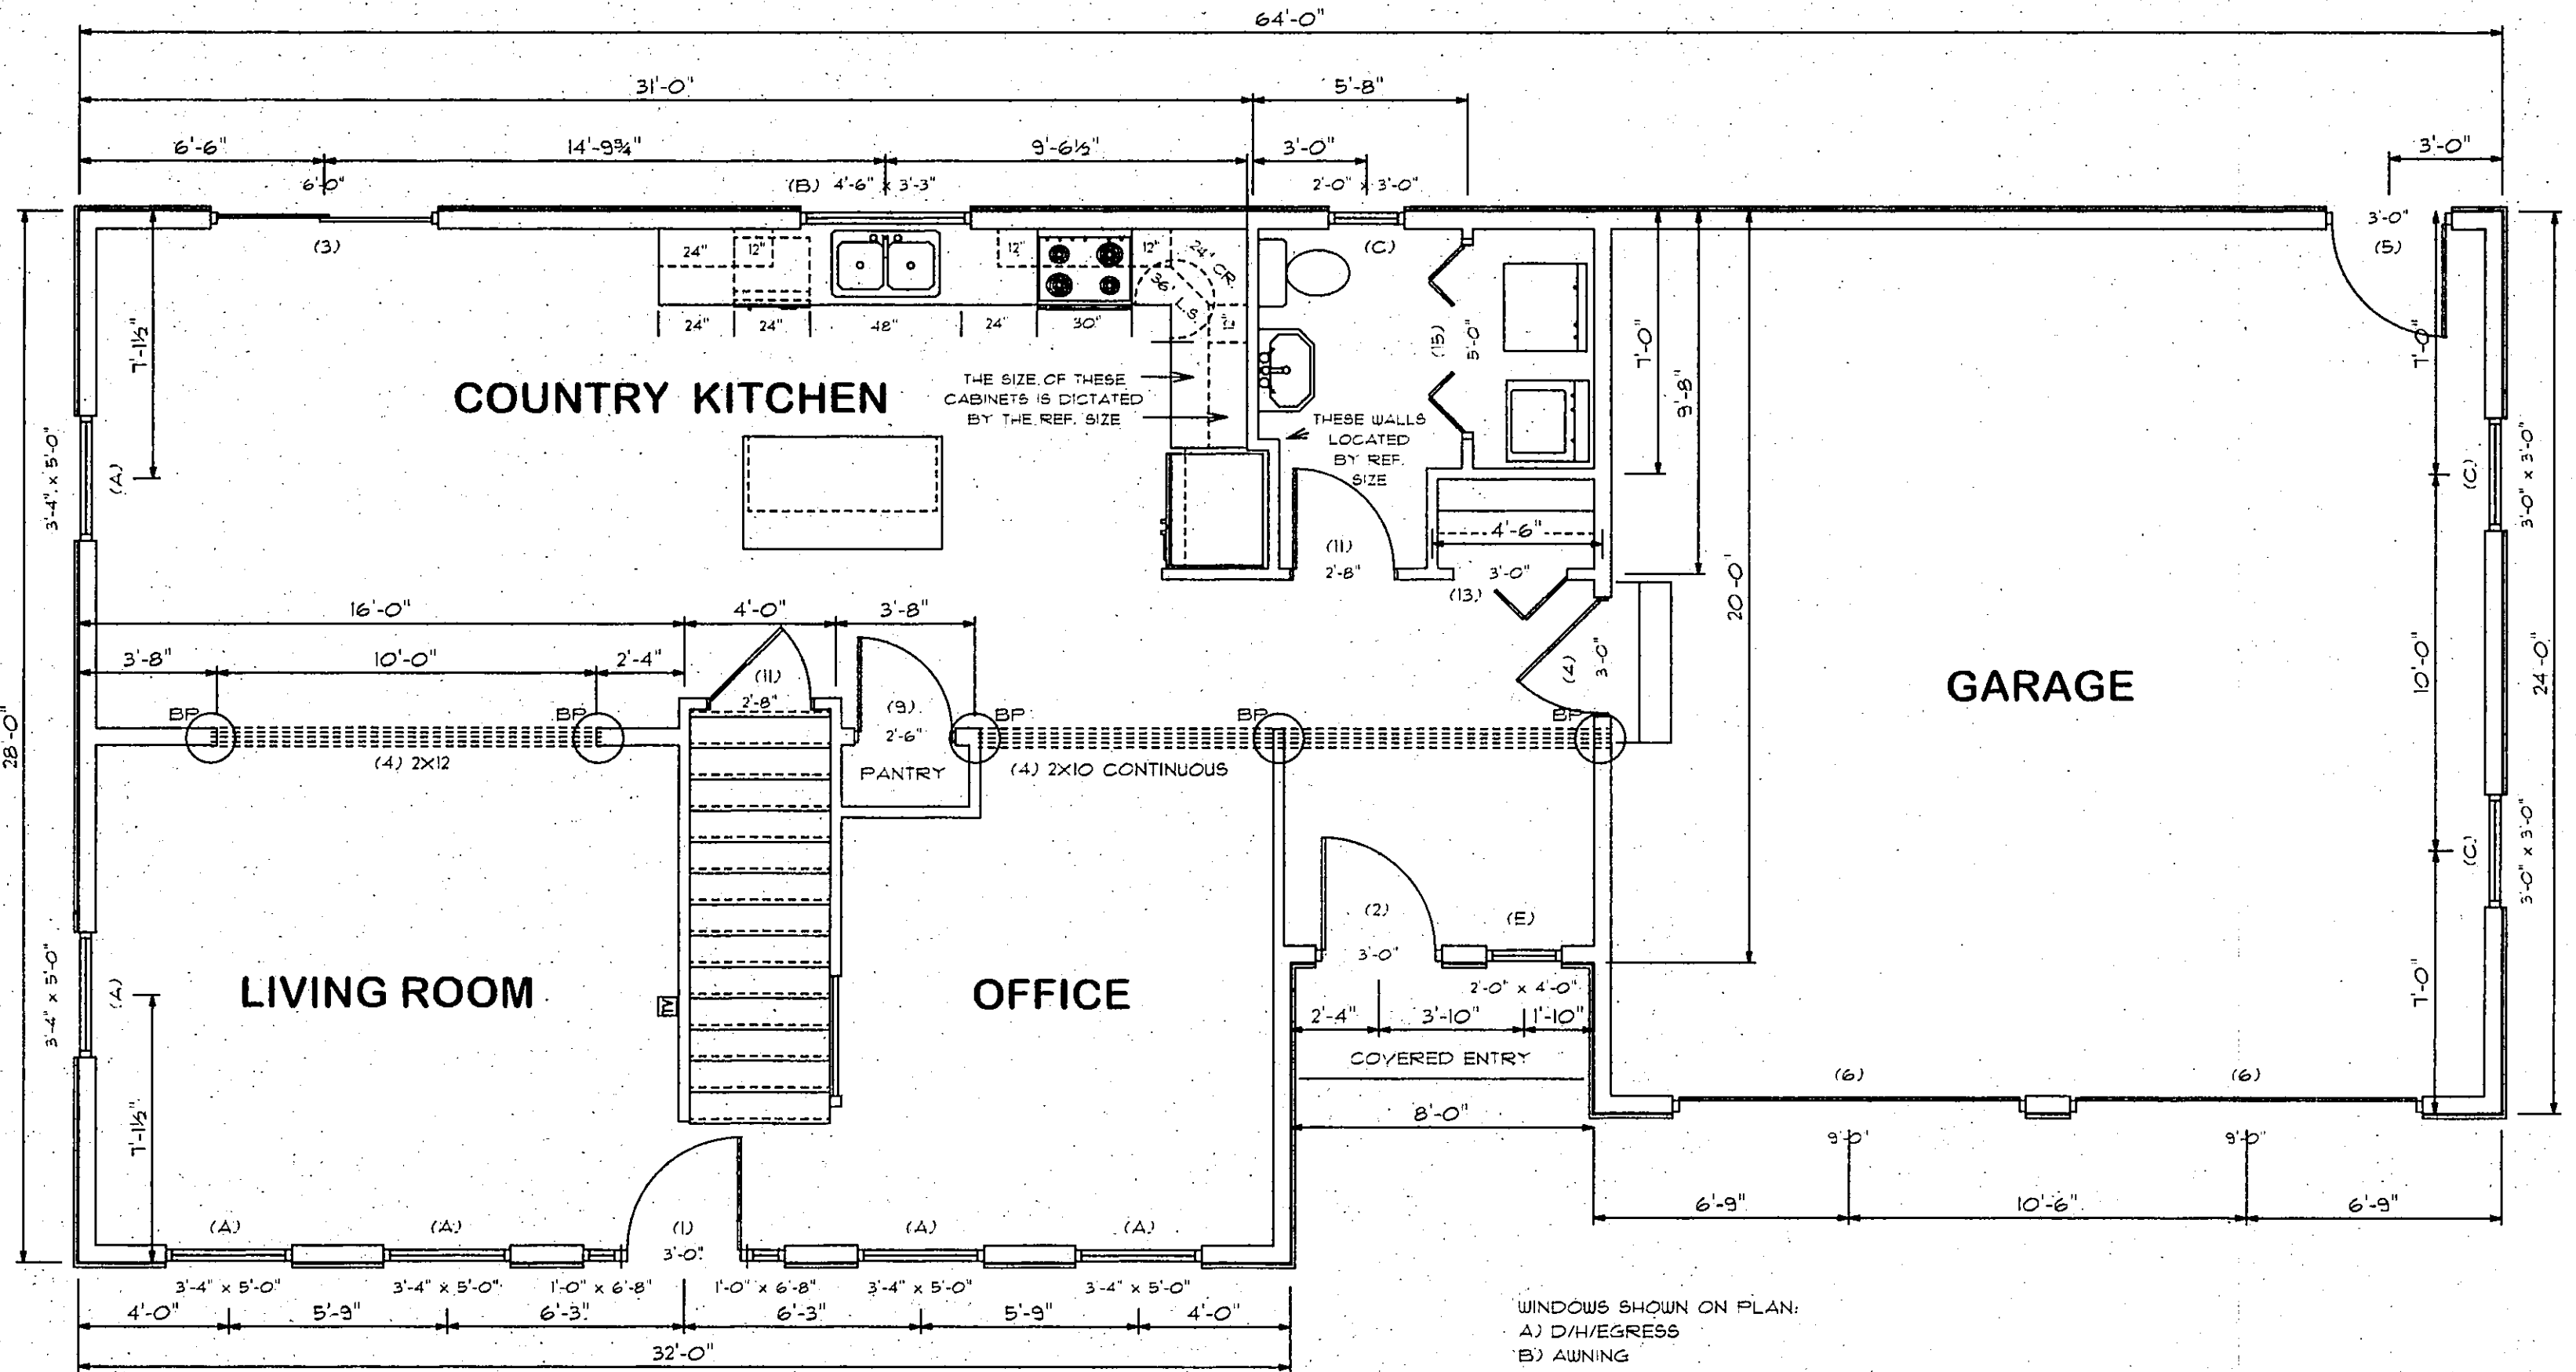 64'-0"
31'-0"
5'-8"
6'-6"
14'-9¾"
9'-6½"
3'-0"
3'-0"
6'-0"
(B) 4'-6" x 3'-3"
2'-0" x 3'-0"
3'-0"
(5)
(3)
24"
12"
12"
12"
24" CR.
36" L.S.
12"
(C)
24"
24"
48"
24"
30"
(15)
5'-0"
7'-1½"
7'-0"
9'-8"
7'-0"
COUNTRY KITCHEN
THE SIZE OF THESE
CABINETS IS DICTATED
BY THE REF. SIZE
THESE WALLS
LOCATED
BY REF.
SIZE
3'-4" x 5'-0"
(A)
(C)
3'-0" x 3'-0"
4'-6"
(11)
2'-8"
3'-0"
(13)
20'-0"
16'-0"
4'-0"
3'-8"
3'-8"
10'-0"
2'-4"
(11)
2'-8"
(9)
2'-6"
(4)
3'-0"
10'-0"
24'-0"
28'-0"
GARAGE
BP
BP
BP
BP
BP
(4) 2X12
PANTRY
(4) 2X10 CONTINUOUS
(C)
3'-0" x 3'-0"
(2)
3'-0"
(E)
3'-4" x 5'-0"
(A)
LIVING ROOM
TV
OFFICE
2'-0" x 4'-0"
2'-4"
3'-10"
1'-10"
7'-0"
COVERED ENTRY
(6)
(6)
7'-1½"
8'-0"
9'-0"
9'-0"
6'-9"
10'-6"
6'-9"
(A)
(A)
(1)
3'-0"
(A)
(A)
3'-4" x 5'-0"
3'-4" x 5'-0"
1'-0" x 6'-8"
1'-0" x 6'-8"
3'-4" x 5'-0"
3'-4" x 5'-0"
4'-0"
5'-9"
6'-3"
6'-3"
5'-9"
4'-0"
32'-0"
WINDOWS SHOWN ON PLAN:
A) D/H/EGRESS
B) AWNING